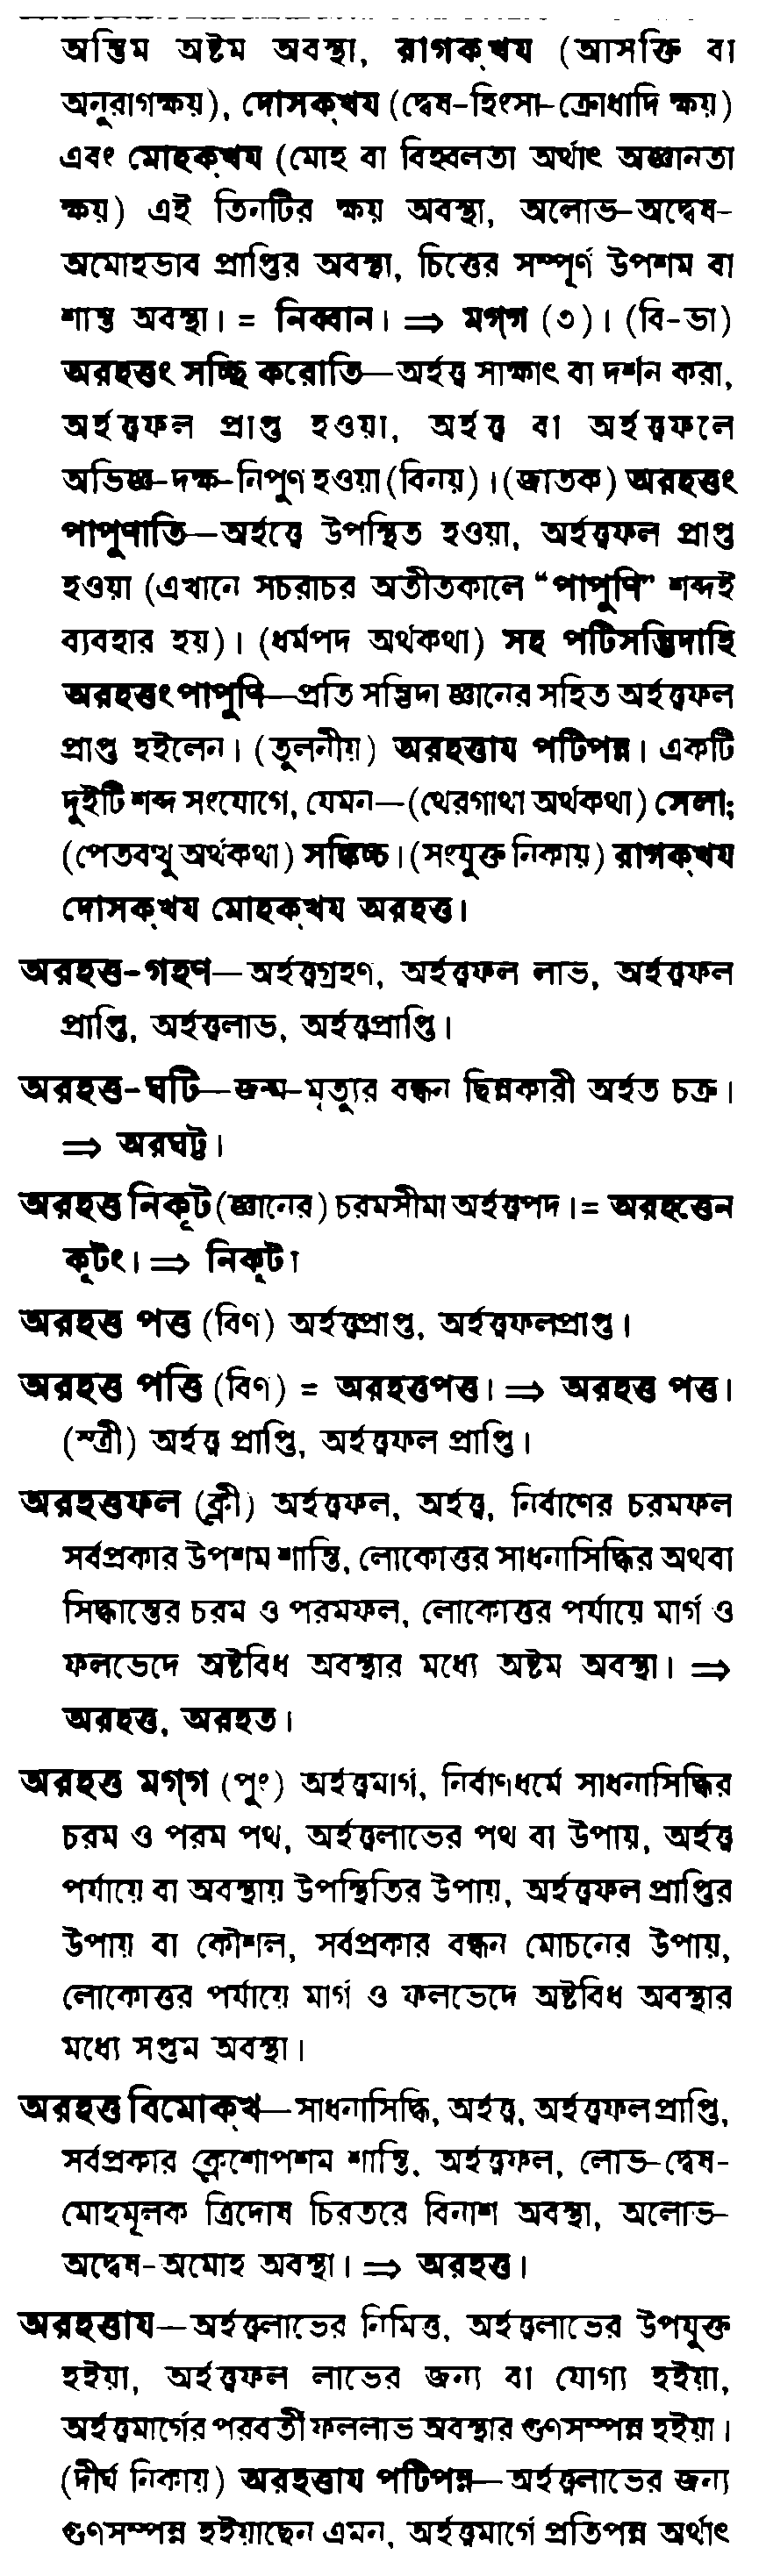 অন্তিম অষ্টম অবস্থা, রাগক্খয (আসক্তি বা
অনুরাগক্ষয়), দোসক্খয (দ্বেষ-হিংসা-ক্রোধাদি ক্ষয়)
এবং মোহক্খয (মোহ বা বিহ্বলতা অর্থাৎ অজ্ঞানতা
ক্ষয়) এই তিনটির ক্ষয় অবস্থা, অলোভ-অদ্বেষ-
অমোহভাব প্রাপ্তির অবস্থা, চিত্তের সম্পূর্ণ উপশম বা
শান্ত অবস্থা। = নিব্বান। ⇒ মগ্গ (৩)। (বি-ভা)
অরহত্তং সচ্ছি করোতি—অর্হত্ত্ব সাক্ষাৎ বা দর্শন করা,
অর্হত্ত্বফল প্রাপ্ত হওয়া, অর্হত্ত্ব বা অর্হত্ত্বফলে
অভিজ্ঞ-দক্ষ-নিপুণ হওয়া (বিনয়)। (জাতক) অরহত্তং
পাপুণাতি—অর্হত্ত্বে উপস্থিত হওয়া, অর্হত্ত্বফল প্রাপ্ত
হওয়া (এখানে সচরাচর অতীতকালে “পাপুণি” শব্দই
ব্যবহার হয়)। (ধর্মপদ অর্থকথা) সহ পটিসম্ভিদাহি
অরহত্তং পাপুণি—প্রতি সম্ভিদা জ্ঞানের সহিত অর্হত্ত্বফল
প্রাপ্ত হইলেন। (তুলনীয়) অরহত্তায পটিপন্ন। একটি
দুইটি শব্দ সংযোগে, যেমন—(থেরগাথা অর্থকথা) সেলা;
(পেতবত্থু অর্থকথা) সঙ্কিচ্চ। (সংযুক্ত নিকায়) রাগক্খয
দোসক্খয মোহক্খয অরহত্ত।
অরহত্ত-গহণ—অর্হত্ত্বগ্রহণ, অর্হত্ত্বফল লাভ, অর্হত্ত্বফল
প্রাপ্তি, অর্হত্ত্বলাভ, অর্হত্ত্বপ্রাপ্তি।
অরহত্ত-ঘটি—জন্ম-মৃত্যুর বন্ধন ছিন্নকারী অর্হত চক্র।
⇒ অরঘট্ট।
অরহত্ত নিকূট (জ্ঞানের) চরমসীমা অর্হত্ত্বপদ। = অরহত্তেন
কূটং। ⇒ নিকূট।
অরহত্ত পত্ত (বিণ) অর্হত্ত্বপ্রাপ্ত, অর্হত্ত্বফলপ্রাপ্ত।
অরহত্ত পত্তি (বিণ) = অরহত্তপত্ত। ⇒ অরহত্ত পত্ত।
(স্ত্রী) অর্হত্ত্ব প্রাপ্তি, অর্হত্ত্বফল প্রাপ্তি।
অরহত্তফল (ক্লী) অর্হত্ত্বফল, অর্হত্ত্ব, নির্বাণের চরমফল
সর্বপ্রকার উপশম শান্তি, লোকোত্তর সাধনাসিদ্ধির অথবা
সিদ্ধান্তের চরম ও পরমফল, লোকোত্তর পর্যায়ে মার্গ ও
ফলভেদে অষ্টবিধ অবস্থার মধ্যে অষ্টম অবস্থা। ⇒
অরহত্ত, অরহত।
অরহত্ত মগ্গ (পুং) অর্হত্ত্বমার্গ, নির্বাণধর্মে সাধনাসিদ্ধির
চরম ও পরম পথ, অর্হত্ত্বলাভের পথ বা উপায়, অর্হত্ত্ব
পর্যায়ে বা অবস্থায় উপস্থিতির উপায়, অর্হত্ত্বফল প্রাপ্তির
উপায় বা কৌশল, সর্বপ্রকার বন্ধন মোচনের উপায়,
লোকোত্তর পর্যায়ে মার্গ ও ফলভেদে অষ্টবিধ অবস্থার
মধ্যে সপ্তম অবস্থা।
অরহত্ত বিমোক্খ—সাধনাসিদ্ধি, অর্হত্ত্ব, অর্হত্ত্বফল প্রাপ্তি,
সর্বপ্রকার ক্লেশোপশম শান্তি, অর্হত্ত্বফল, লোভ-দ্বেষ-
মোহমূলক ত্রিদোষ চিরতরে বিনাশ অবস্থা, অলোভ-
অদ্বেষ-অমোহ অবস্থা। ⇒ অরহত্ত।
অরহত্তায—অর্হত্ত্বলাভের নিমিত্ত, অর্হত্ত্বলাভের উপযুক্ত
হইয়া, অর্হত্ত্বফল লাভের জন্য বা যোগ্য হইয়া,
অর্হত্ত্বমার্গের পরবর্তী ফললাভ অবস্থার গুণসম্পন্ন হইয়া।
(দীর্ঘ নিকায়) অরহত্তায পটিপন্ন—অর্হত্ত্বলাভের জন্য
গুণসম্পন্ন হইয়াছেন এমন, অর্হত্ত্বমার্গে প্রতিপন্ন অর্থাৎ